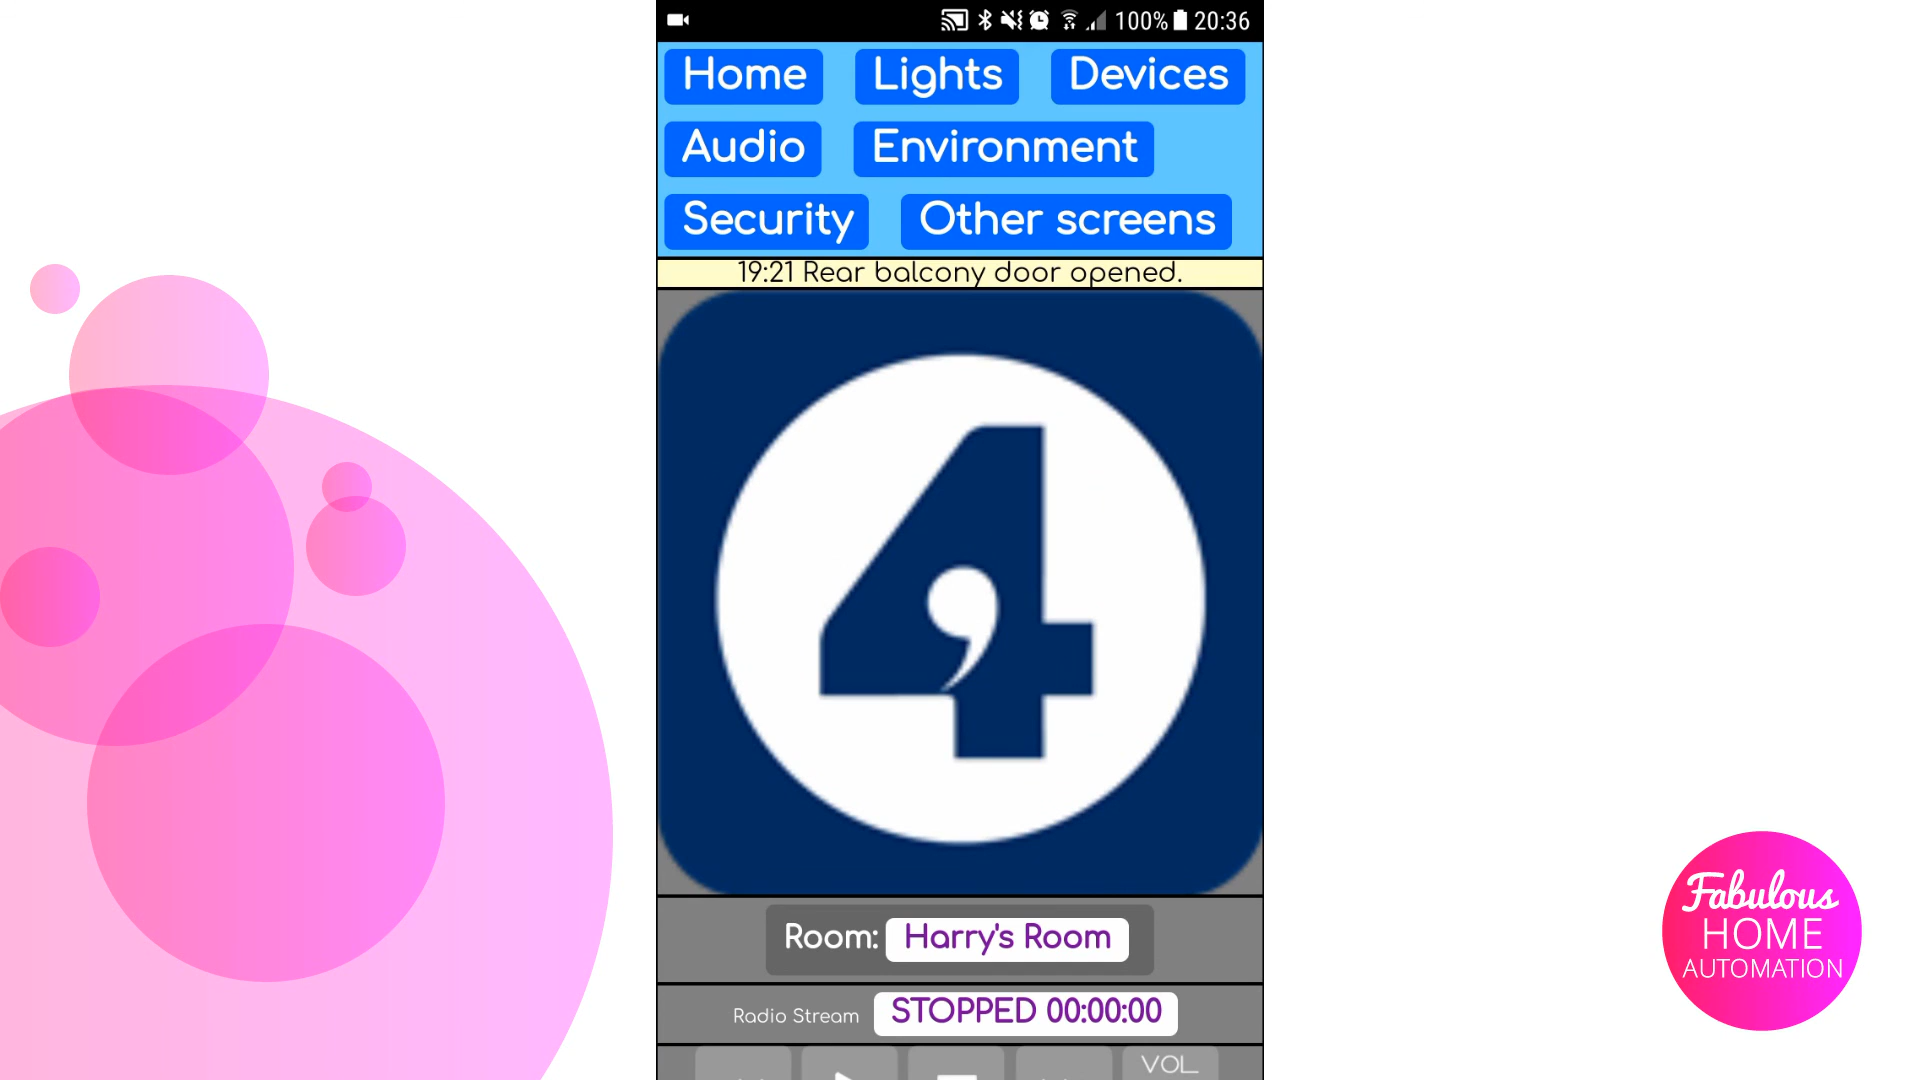 100% 20:36
Home Lights Devices
Audio Environment
Security Other screens
19:21 Rear balcony door opened.
4
Room: Harry's Room
Radio Stream STOPPED 00:00:00
VOL
Fabulous
HOME
AUTOMATION